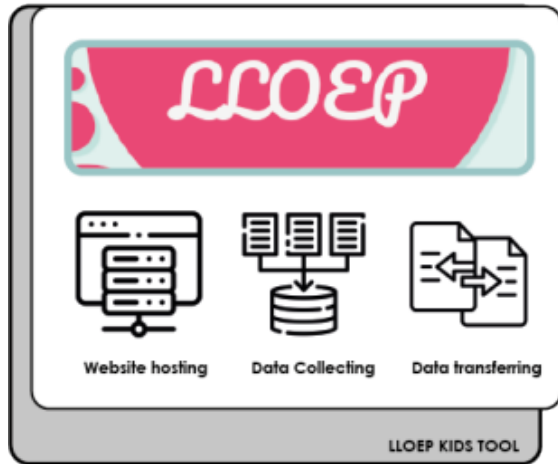 LLOEP
Website hosting
Data Collecting
Data transferring
LLOEP KIDS TOOL